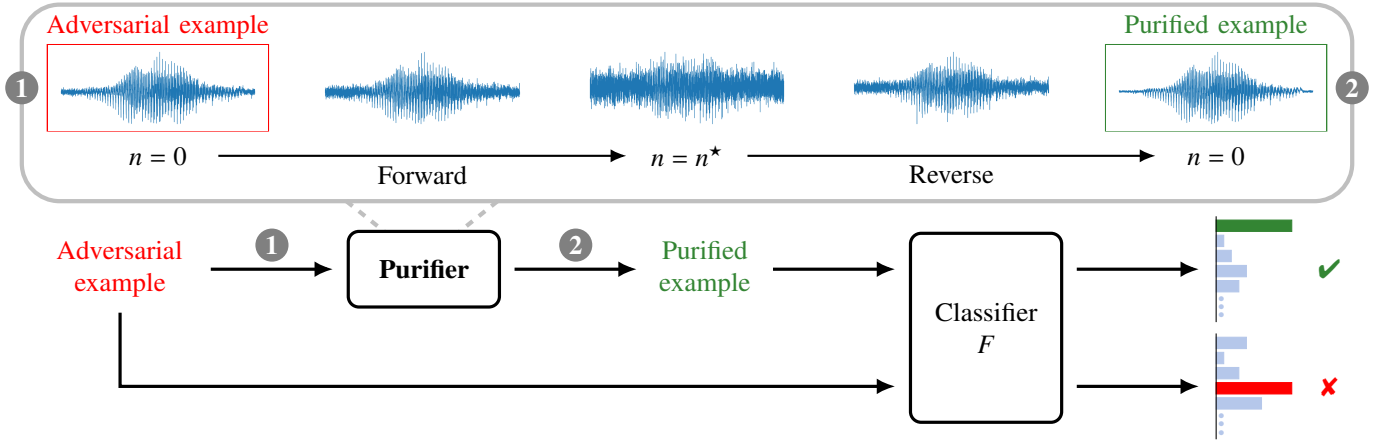 Adversarial example
Purified example
1
2
n = 0
n = n★
n = 0
Forward
Reverse
1
2
Adversarial
example
Purifier
Purified
example
Classifier
F
✔
✘